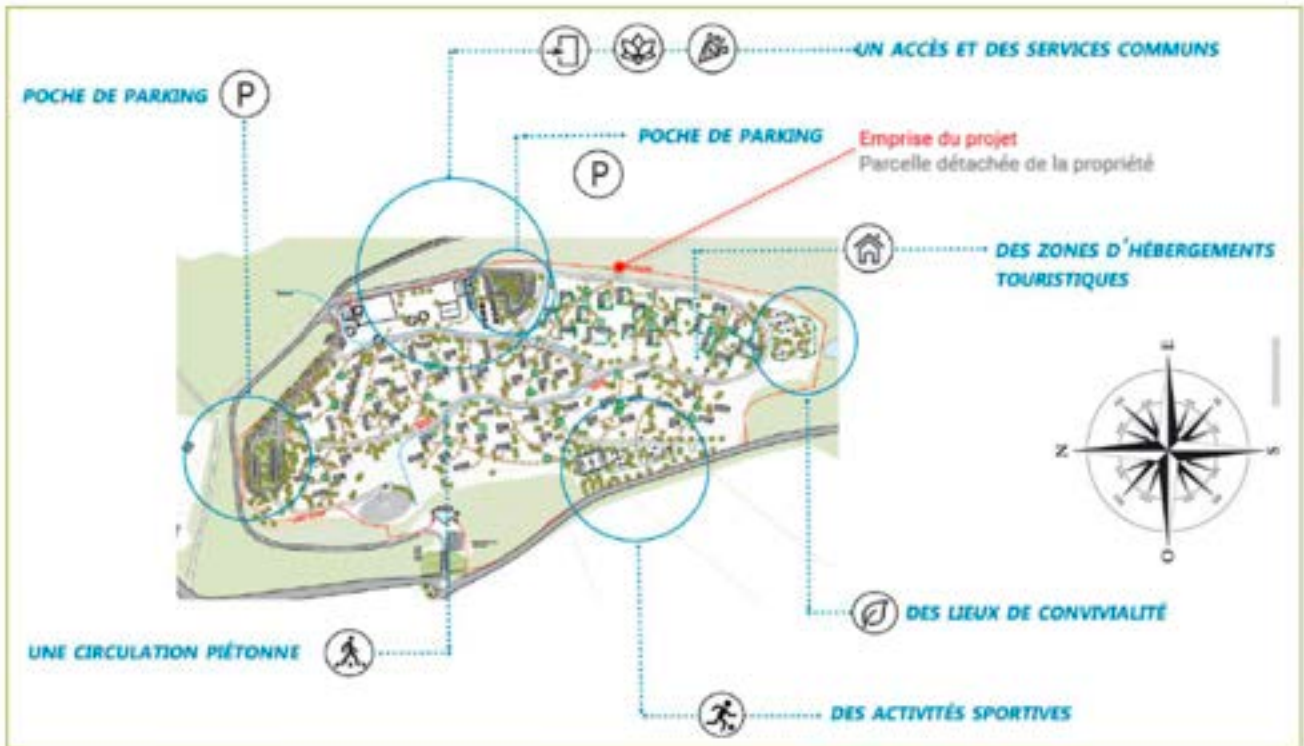 UN ACCÈS ET DES SERVICES COMMUNS
POCHE DE PARKING P
POCHE DE PARKING
P
Emprise du projet
Parcelle détachée de la propriété
DES ZONES D'HÉBERGEMENTS
TOURISTIQUES
E
N
S
O
DES LIEUX DE CONVIVIALITÉ
UNE CIRCULATION PIÉTONNE
DES ACTIVITÉS SPORTIVES